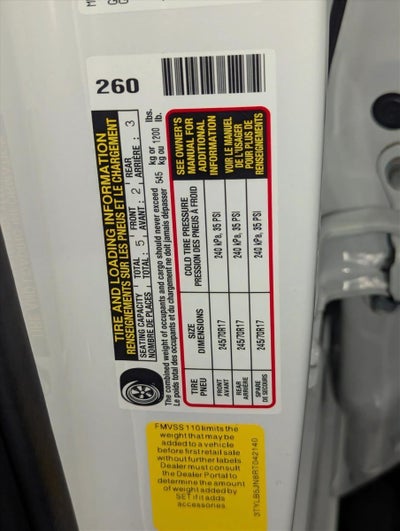 260
TIRE AND LOADING INFORMATION
RENSEIGNEMENTS SUR LES PNEUS ET LE CHARGEMENT
SEATING CAPACITY TOTAL : 5 FRONT : 2 REAR : 3
NOMBRE DE PLACES TOTAL : AVANT : ARRIÈRE :
The combined weight of occupants and cargo should never exceed 545 kg or 1200 lbs.
Le poids total des occupants et du chargement ne doit jamais dépasser kg ou lb.
TIRE SIZE COLD TIRE PRESSURE SEE OWNER'S
PNEU DIMENSIONS PRESSION DES PNEUS À FROID MANUAL FOR
ADDITIONAL
INFORMATION
FRONT 245/70R17 240 kPa, 35 PSI
AVANT
REAR 245/70R17 240 kPa, 35 PSI
ARRIÈRE
SPARE 245/70R17 240 kPa, 35 PSI
DE SECOURS
VOIR LE MANUEL
DE L'USAGER
POUR PLUS DE
RENSEIGNEMENTS
FMVSS 110 limits the
weight that may be
added to a vehicle
before first retail sale
without further labels.
Dealer must consult
the Dealer Portal to
determine the amount
of weight added by
SET if it adds
accessories.
3TYLB5JN8RT042140